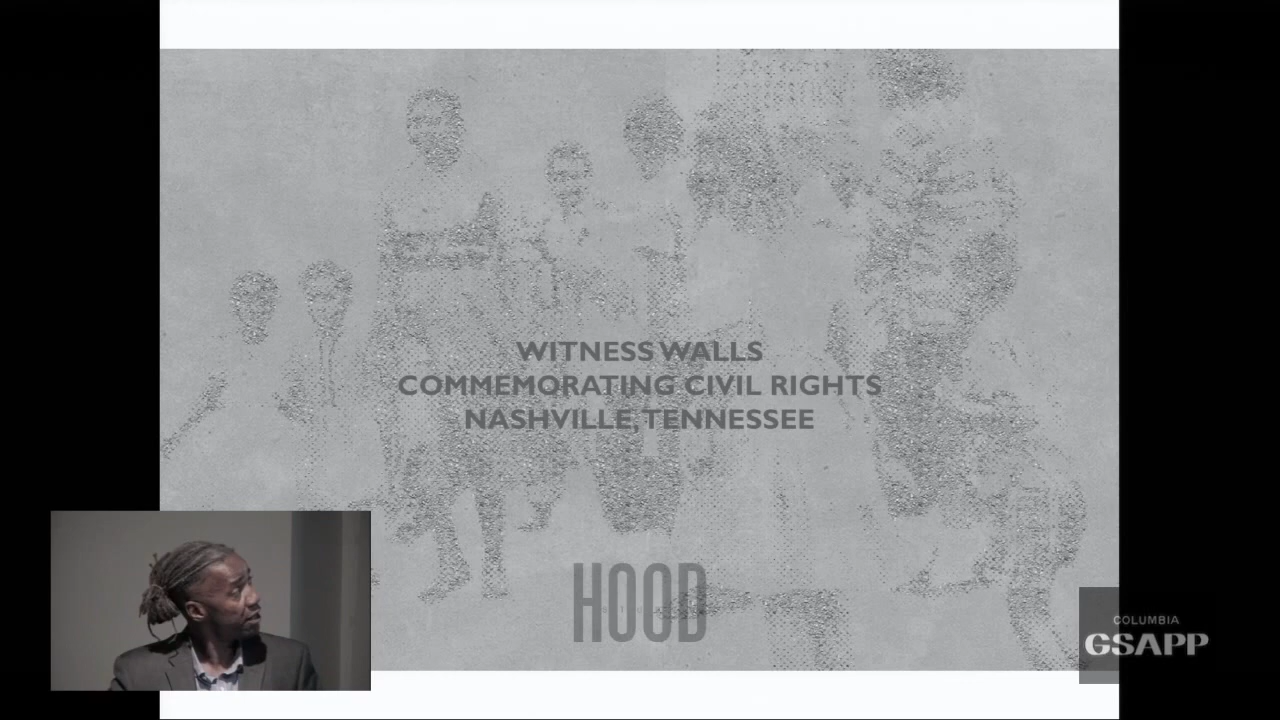 WITNESS WALLS
COMMEMORATING CIVIL RIGHTS
NASHVILLE, TENNESSEE
HOOD
COLUMBIA
GSAPP